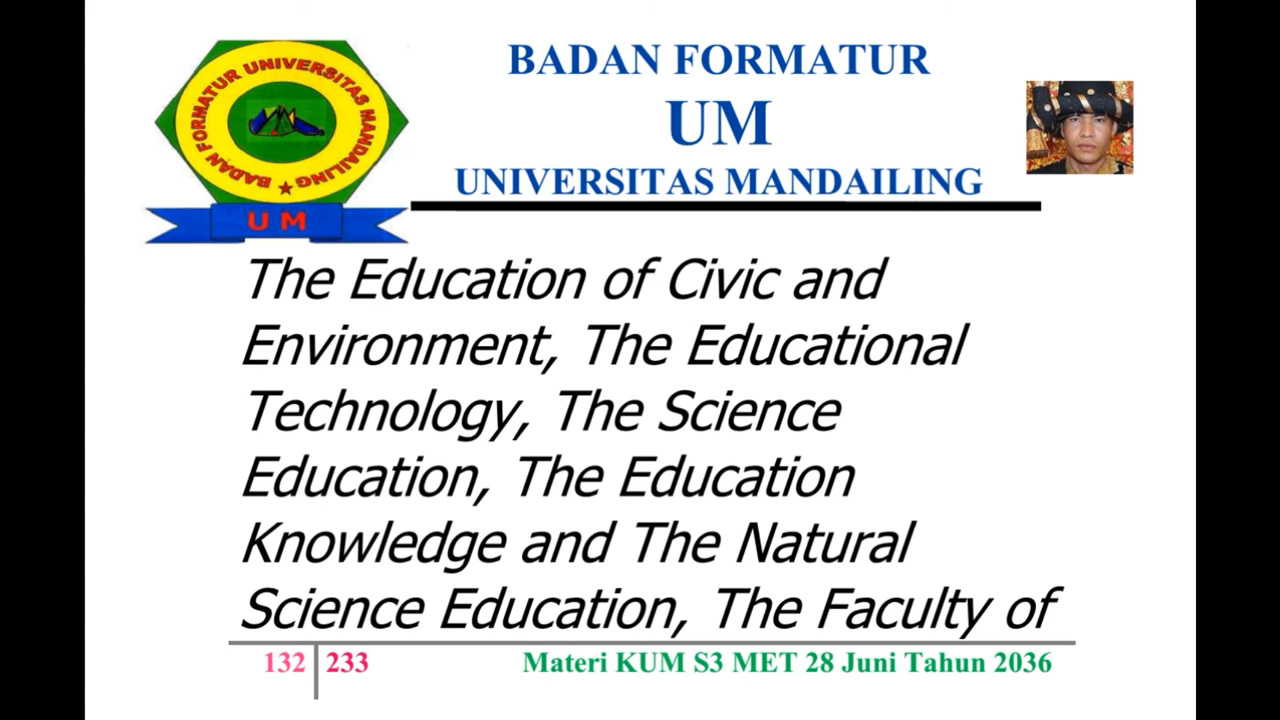 BADAN FORMATUR UNIVERSITAS MANDAILING
UM
BADAN FORMATUR
UM
UNIVERSITAS MANDAILING
The Education of Civic and
Environment, The Educational
Technology, The Science
Education, The Education
Knowledge and The Natural
Science Education, The Faculty of
132 233 Materi KUM S3 MET 28 Juni Tahun 2036